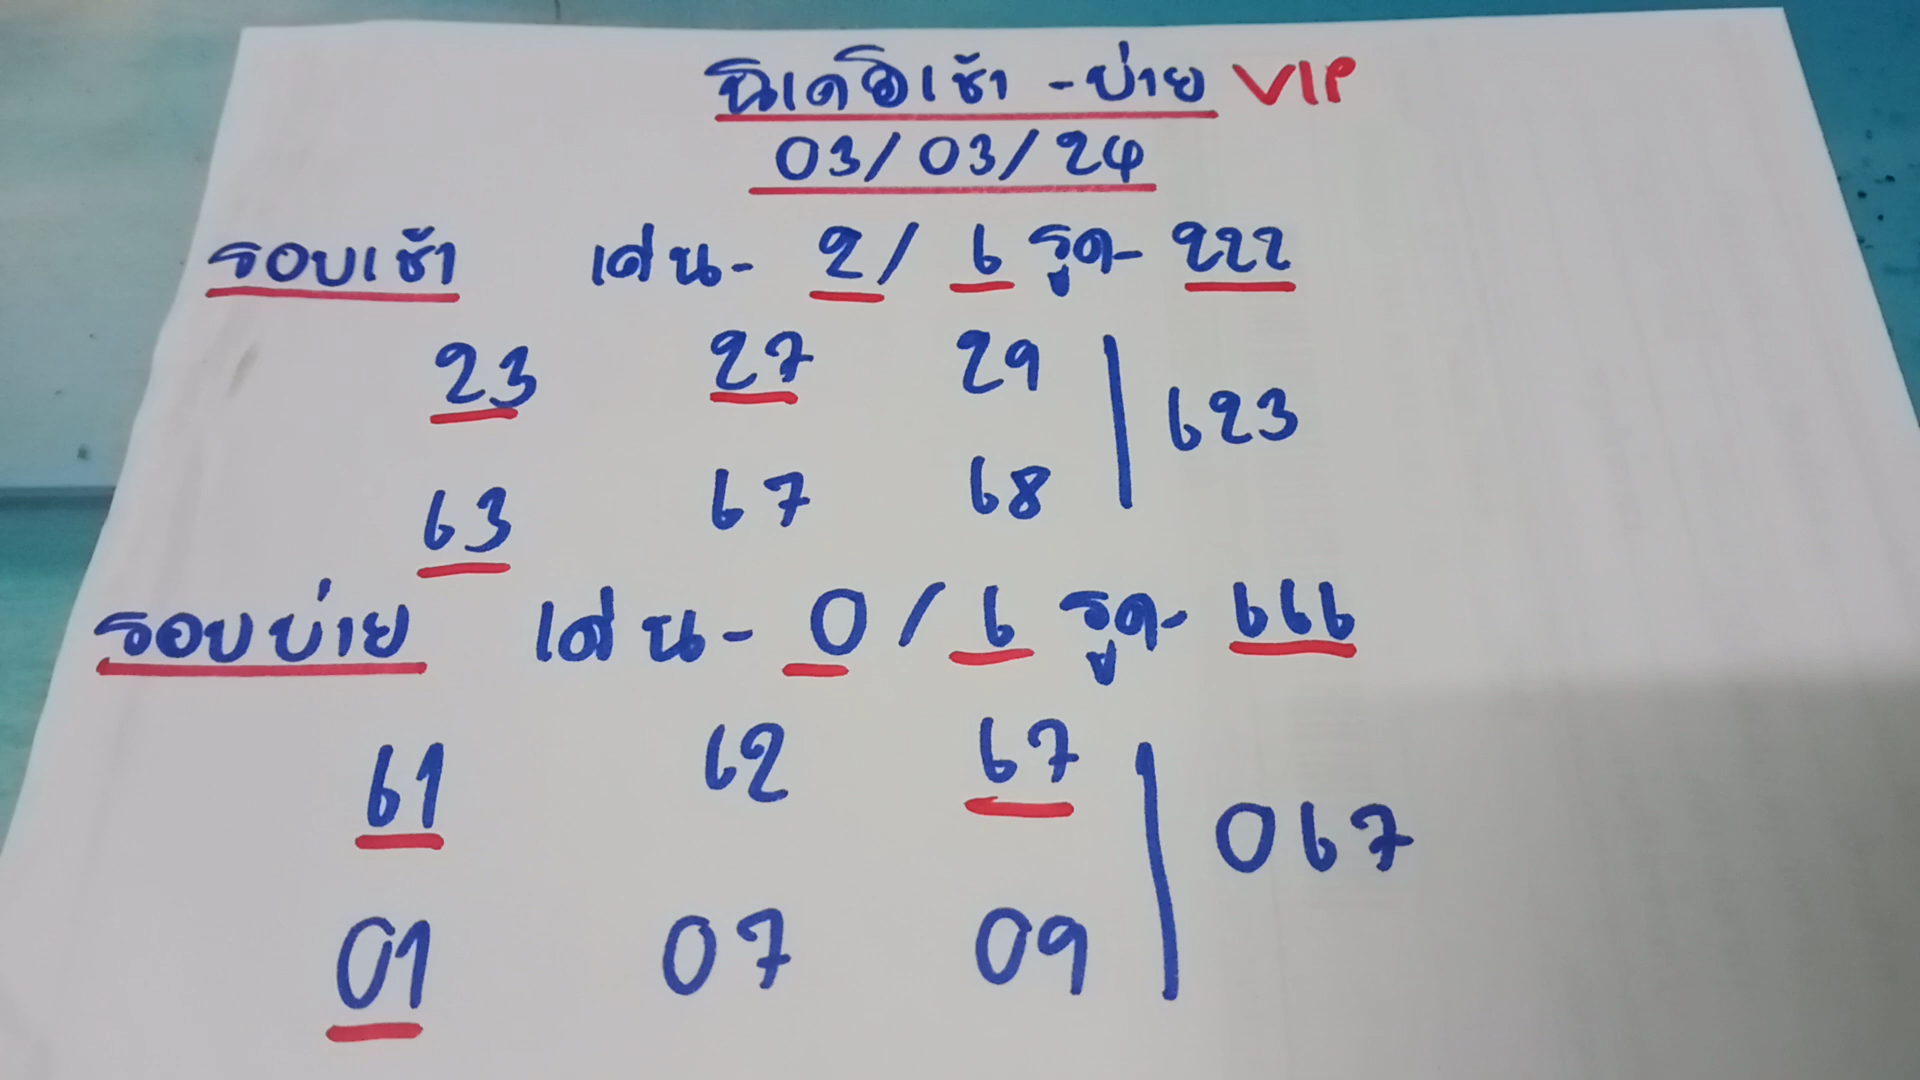 นิเคอิเช้า -บ่าย VIP
03/03/24
รอบเช้า เด่น- 2/ 6 รูด- 222
23 27 29
623
63 67 68
รอบบ่าย เด่น- 0 / 6 รูด- 666
61 62 67
067
01 07 09